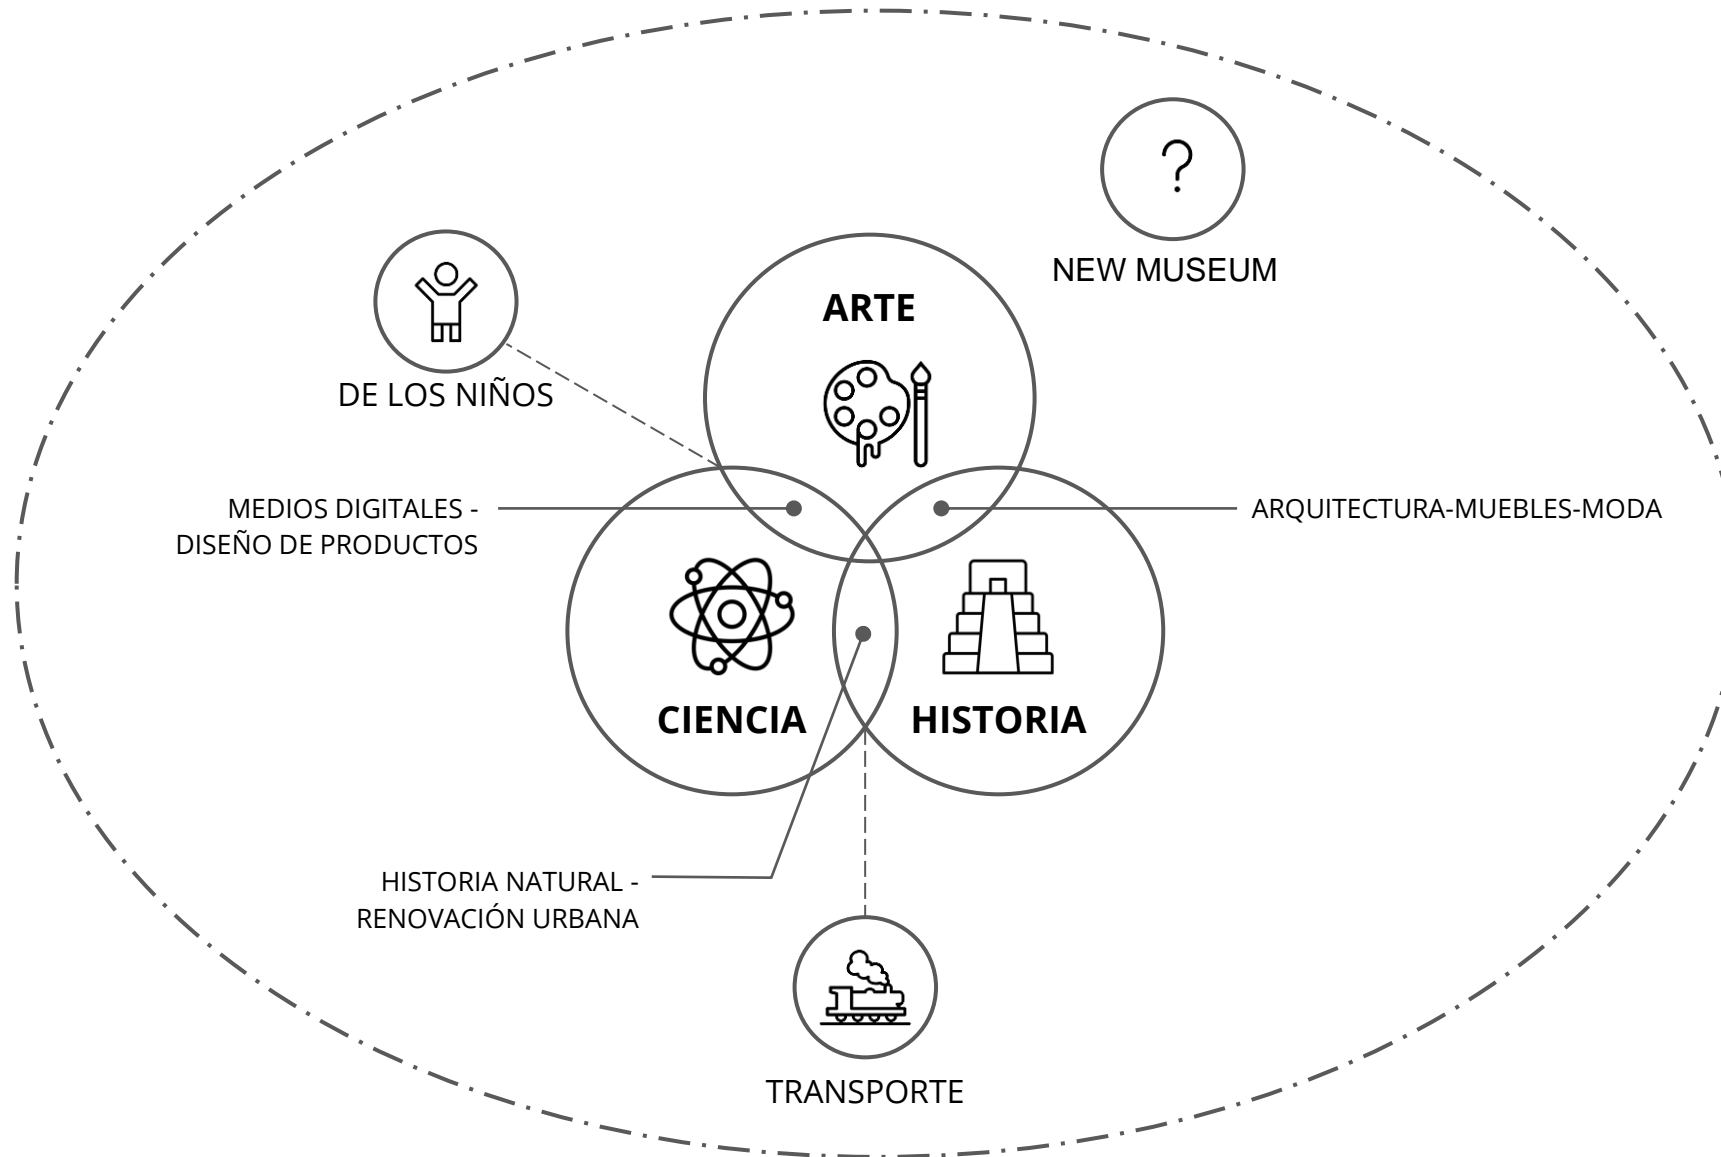 ?
NEW MUSEUM
ARTE
DE LOS NIÑOS
MEDIOS DIGITALES -
DISEÑO DE PRODUCTOS
ARQUITECTURA-MUEBLES-MODA
CIENCIA
HISTORIA
HISTORIA NATURAL -
RENOVACIÓN URBANA
TRANSPORTE